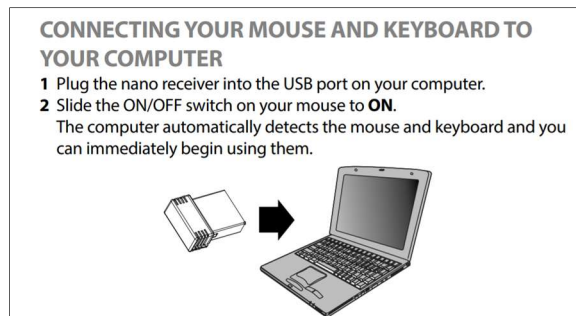 CONNECTING YOUR MOUSE AND KEYBOARD TO
YOUR COMPUTER
1 Plug the nano receiver into the USB port on your computer.
2 Slide the ON/OFF switch on your mouse to ON.
The computer automatically detects the mouse and keyboard and you
can immediately begin using them.